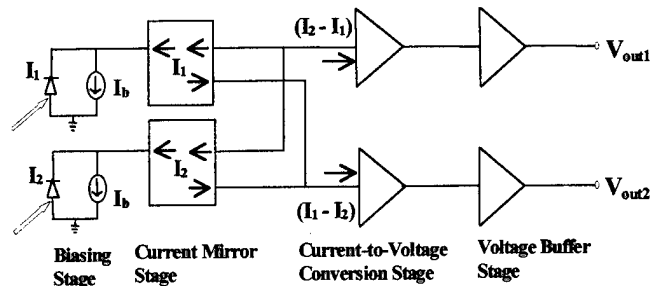 (I2 - I1)
I1
Ib
I1
Vout1
I2
Ib
I2
(I1 - I2)
Vout2
Biasing Stage
Current Mirror Stage
Current-to-Voltage Conversion Stage
Voltage Buffer Stage